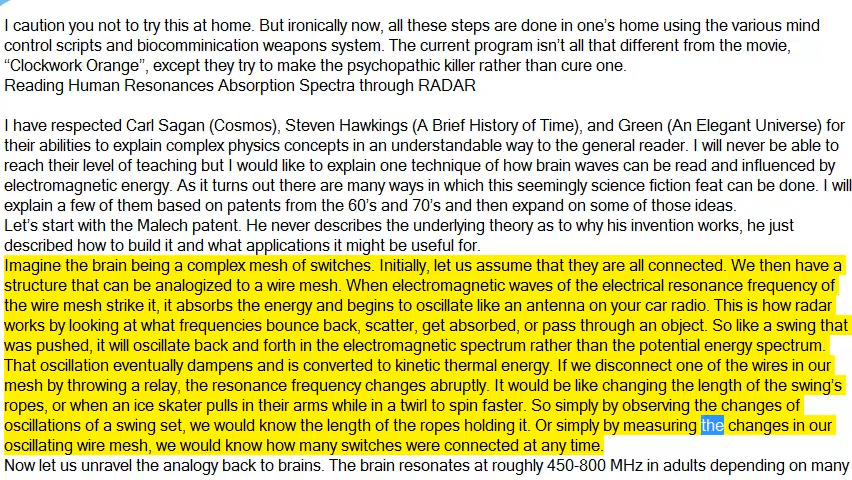 I caution you not to try this at home. But ironically now, all these steps are done in one's home using the various mind
control scripts and biocomminication weapons system. The current program isn't all that different from the movie,
“Clockwork Orange”, except they try to make the psychopathic killer rather than cure one.
Reading Human Resonances Absorption Spectra through RADAR
I have respected Carl Sagan (Cosmos), Steven Hawkings (A Brief History of Time), and Green (An Elegant Universe) for
their abilities to explain complex physics concepts in an understandable way to the general reader. I will never be able to
reach their level of teaching but I would like to explain one technique of how brain waves can be read and influenced by
electromagnetic energy. As it turns out there are many ways in which this seemingly science fiction feat can be done. I will
explain a few of them based on patents from the 60's and 70's and then expand on some of those ideas.
Let's start with the Malech patent. He never describes the underlying theory as to why his invention works, he just
described how to build it and what applications it might be useful for.
Imagine the brain being a complex mesh of switches. Initially, let us assume that they are all connected. We then have a
structure that can be analogized to a wire mesh. When electromagnetic waves of the electrical resonance frequency of
the wire mesh strike it, it absorbs the energy and begins to oscillate like an antenna on your car radio. This is how radar
works by looking at what frequencies bounce back, scatter, get absorbed, or pass through an object. So like a swing that
was pushed, it will oscillate back and forth in the electromagnetic spectrum rather than the potential energy spectrum.
That oscillation eventually dampens and is converted to kinetic thermal energy. If we disconnect one of the wires in our
mesh by throwing a relay, the resonance frequency changes abruptly. It would be like changing the length of the swing's
ropes, or when an ice skater pulls in their arms while in a twirl to spin faster. So simply by observing the changes of
oscillations of a swing set, we would know the length of the ropes holding it. Or simply by measuring the changes in our
oscillating wire mesh, we would know how many switches were connected at any time.
Now let us unravel the analogy back to brains. The brain resonates at roughly 450-800 MHz in adults depending on many